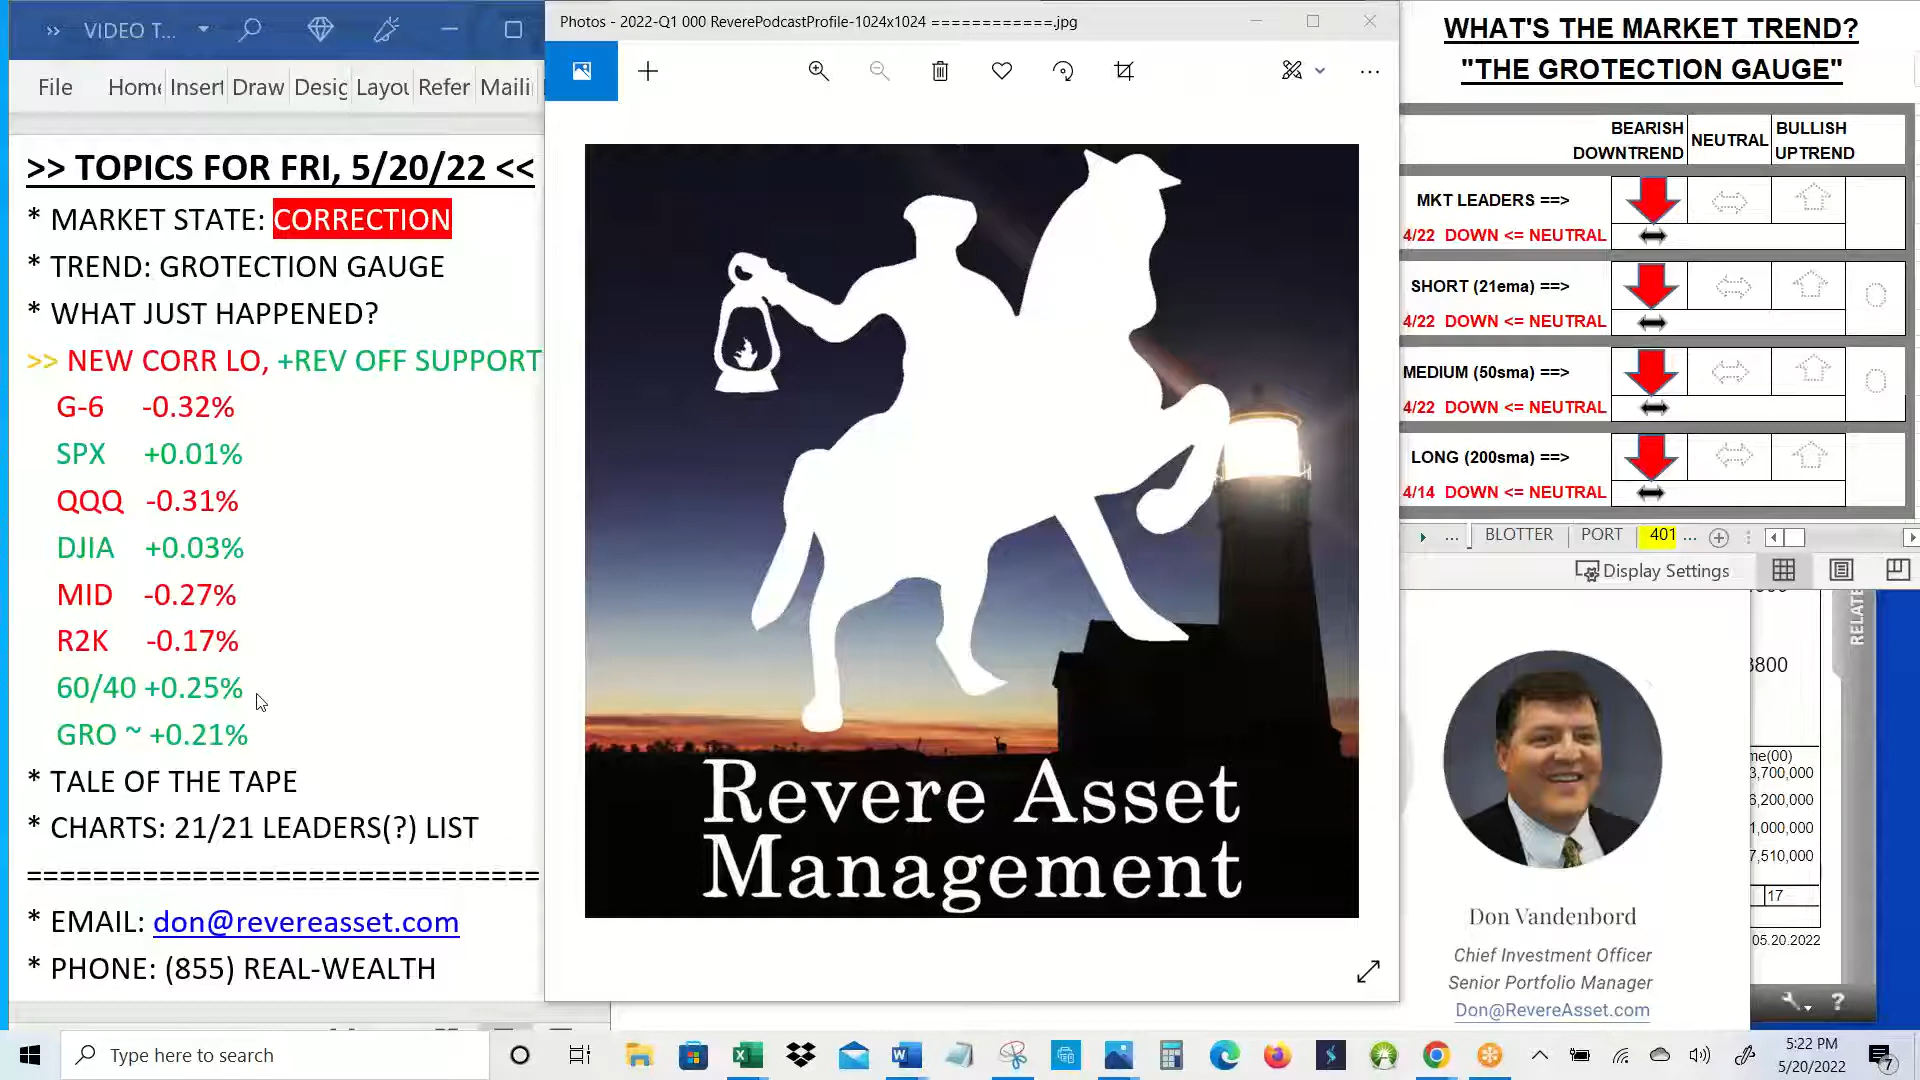 VIDEO T...
File Home Insert Draw Desig Layou Refer Maili
>> TOPICS FOR FRI, 5/20/22 <<
* MARKET STATE: CORRECTION
* TREND: GROTECTION GAUGE
* WHAT JUST HAPPENED?
>> NEW CORR LO, +REV OFF SUPPORT
G-6 -0.32%
SPX +0.01%
QQQ -0.31%
DJIA +0.03%
MID -0.27%
R2K -0.17%
60/40 +0.25%
GRO ~ +0.21%
* TALE OF THE TAPE
* CHARTS: 21/21 LEADERS(?) LIST
===============================
* EMAIL: don@revereasset.com
* PHONE: (855) REAL-WEALTH
Photos - 2022-Q1 000 ReverePodcastProfile-1024x1024 ============.jpg
Revere Asset
Management
WHAT'S THE MARKET TREND?
"THE GROTECTION GAUGE"
BEARISH DOWNTREND NEUTRAL BULLISH UPTREND
MKT LEADERS ==>
4/22 DOWN <= NEUTRAL
SHORT (21ema) ==>
4/22 DOWN <= NEUTRAL
MEDIUM (50sma) ==>
4/22 DOWN <= NEUTRAL
LONG (200sma) ==>
4/14 DOWN <= NEUTRAL
... BLOTTER PORT 401 ...
Display Settings
RELATE
3800
me(00)
3,700,000
6,200,000
1,000,000
7,510,000
17
05.20.2022
Don Vandenbord
Chief Investment Officer
Senior Portfolio Manager
Don@RevereAsset.com
Type here to search
5:22 PM
5/20/2022
7